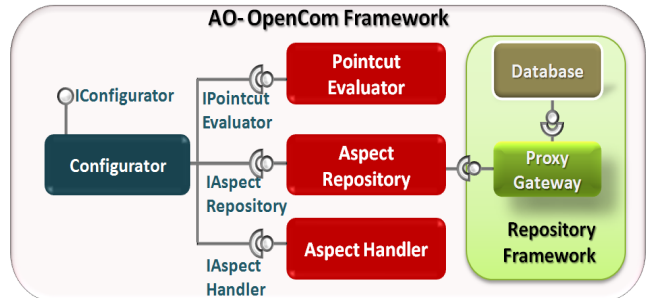 AO- OpenCom Framework
IConfigurator
Configurator
IPointcut
Evaluator
IAspect
Repository
IAspect
Handler
Pointcut
Evaluator
Aspect
Repository
Aspect Handler
Database
Proxy
Gateway
Repository
Framework